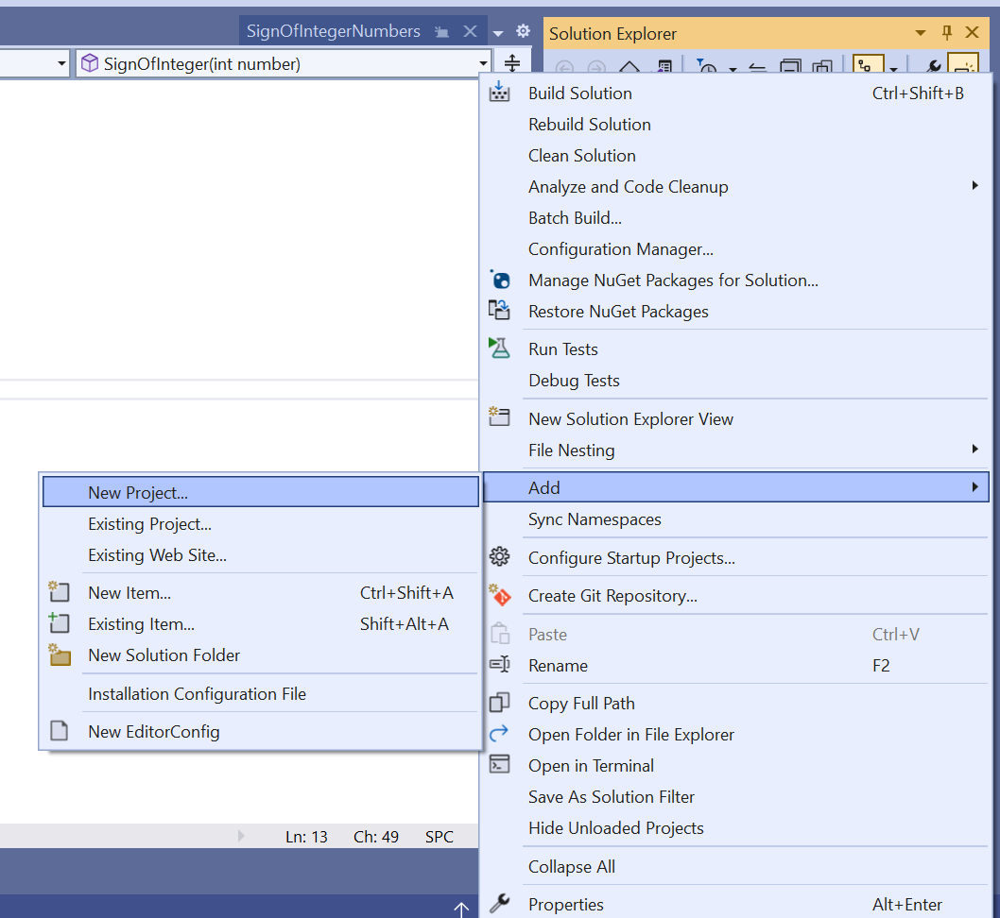 SignOfIntegerNumbers
Solution Explorer
SignOfInteger(int number)
Build Solution Ctrl+Shift+B
Rebuild Solution
Clean Solution
Analyze and Code Cleanup
Batch Build...
Configuration Manager...
Manage NuGet Packages for Solution...
Restore NuGet Packages
Run Tests
Debug Tests
New Solution Explorer View
File Nesting
Add
Sync Namespaces
Configure Startup Projects...
Create Git Repository...
Paste Ctrl+V
Rename F2
Copy Full Path
Open Folder in File Explorer
Open in Terminal
Save As Solution Filter
Hide Unloaded Projects
Collapse All
Properties Alt+Enter
New Project...
Existing Project...
Existing Web Site...
New Item... Ctrl+Shift+A
Existing Item... Shift+Alt+A
New Solution Folder
Installation Configuration File
New EditorConfig
Ln: 13 Ch: 49 SPC